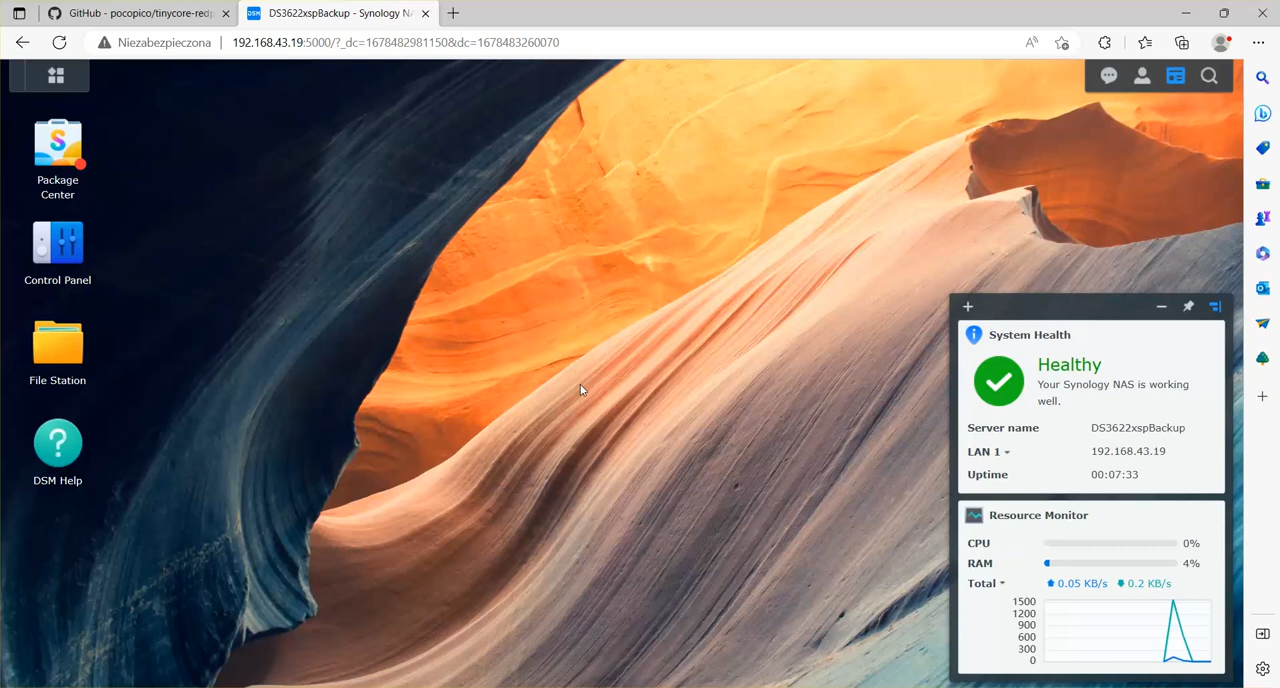 GitHub - pocopico/tinycore-redp
DSM
DS3622xspBackup - Synology NA
Niezabezpieczona
192.168.43.19:5000/?_dc=1678482981150&dc=1678483260070
Package
Center
Control Panel
File Station
DSM Help
System Health
Healthy
Your Synology NAS is working
well.
Server name DS3622xspBackup
LAN 1 192.168.43.19
Uptime 00:07:33
Resource Monitor
CPU 0%
RAM 4%
Total 0.05 KB/s 0.2 KB/s
1500
1200
900
600
300
0